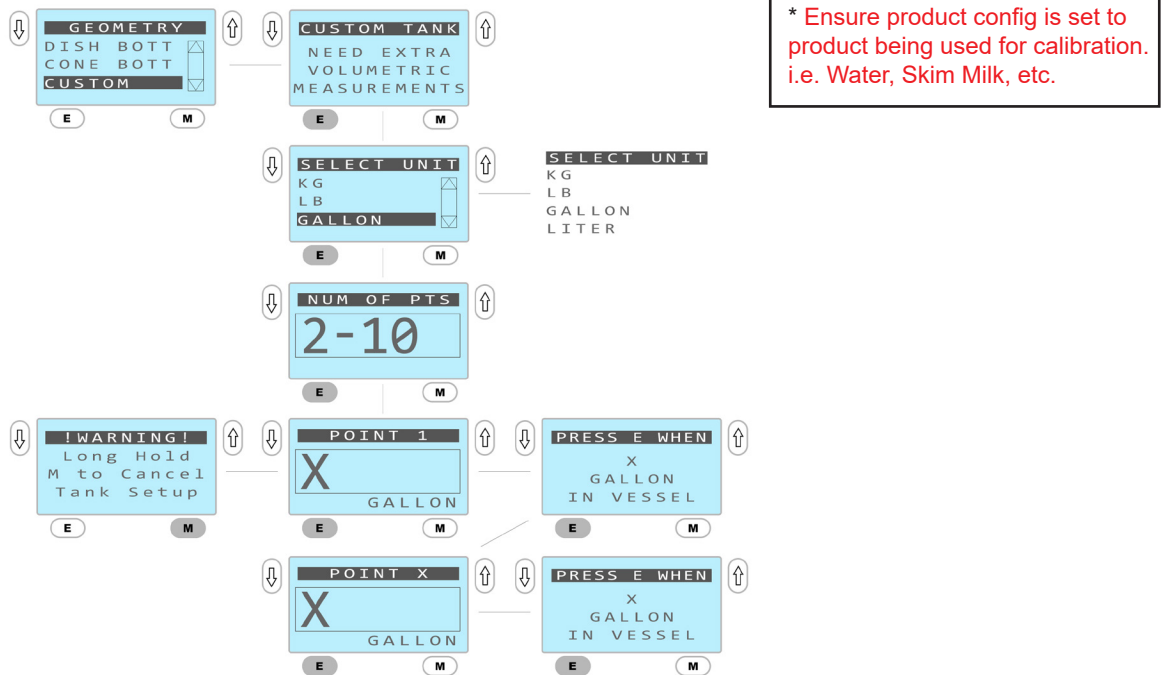 GEOMETRY
DISH BOTT
CONE BOTT
CUSTOM
E M
CUSTOM TANK
NEED EXTRA
VOLUMETRIC
MEASUREMENTS
E M
* Ensure product config is set to
product being used for calibration.
i.e. Water, Skim Milk, etc.
SELECT UNIT
KG
LB
GALLON
E M
SELECT UNIT
KG
LB
GALLON
LITER
NUM OF PTS
2-10
E M
!WARNING!
Long Hold
M to Cancel
Tank Setup
E M
POINT 1
X
GALLON
E M
PRESS E WHEN
X
GALLON
IN VESSEL
E M
POINT X
X
GALLON
E M
PRESS E WHEN
X
GALLON
IN VESSEL
E M